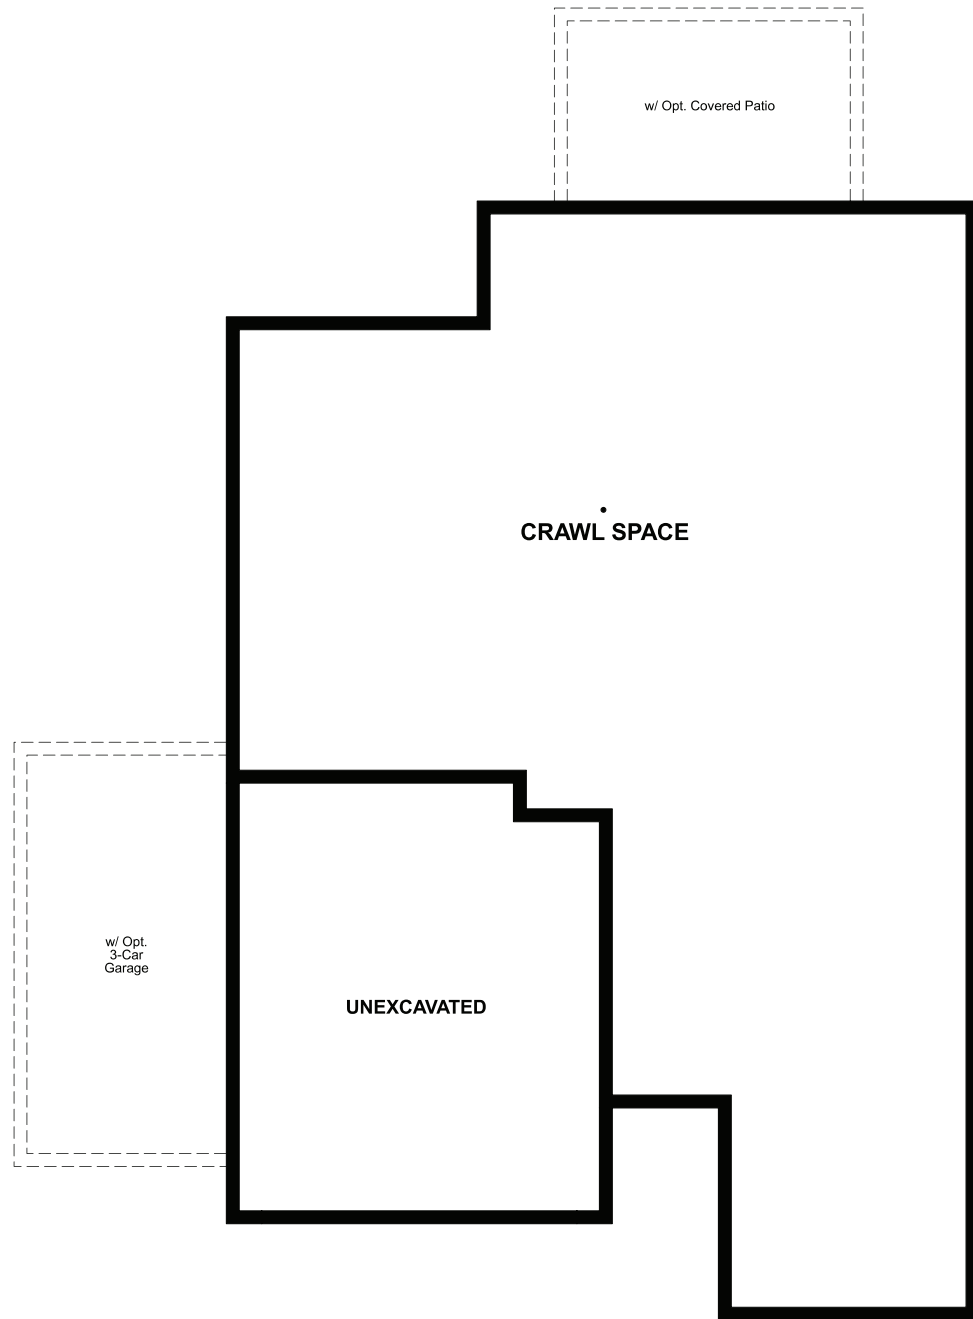 w/ Opt. Covered Patio
CRAWL SPACE
w/ Opt.
3-Car
Garage
UNEXCAVATED